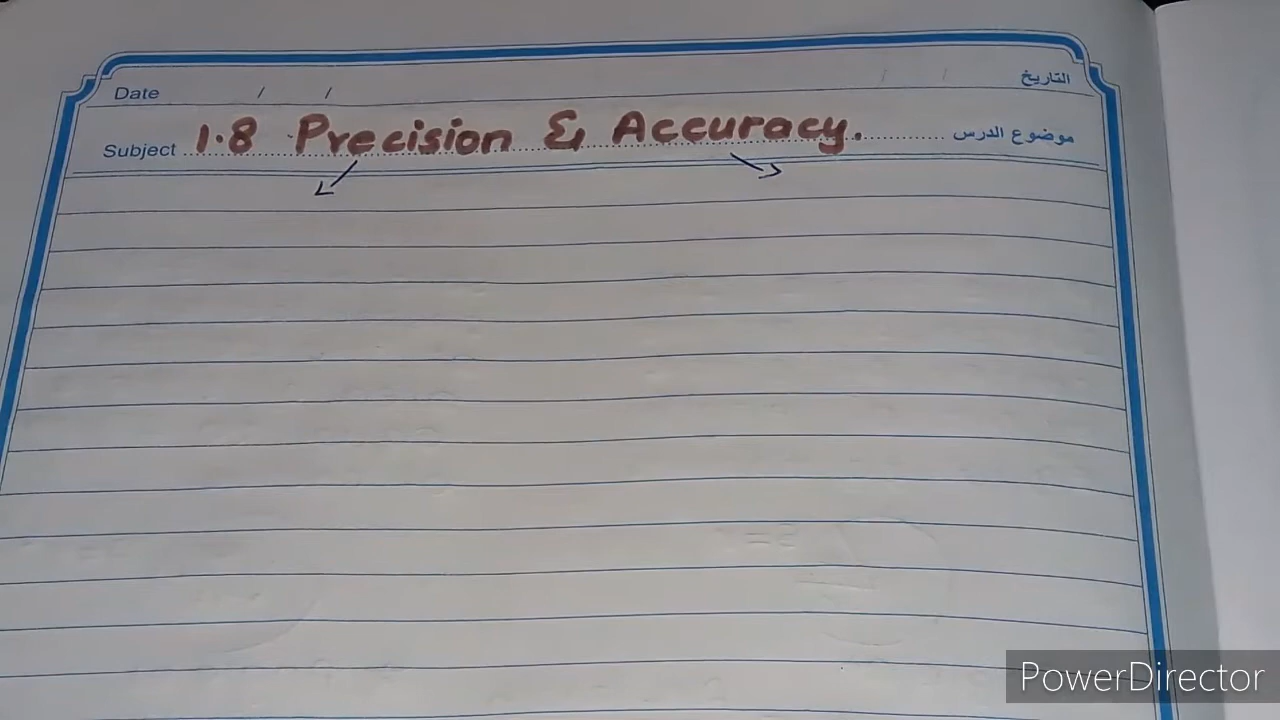 Date / / / / التاريخ
Subject 1.8 Precision & Accuracy. موضوع الدرس
PowerDirector